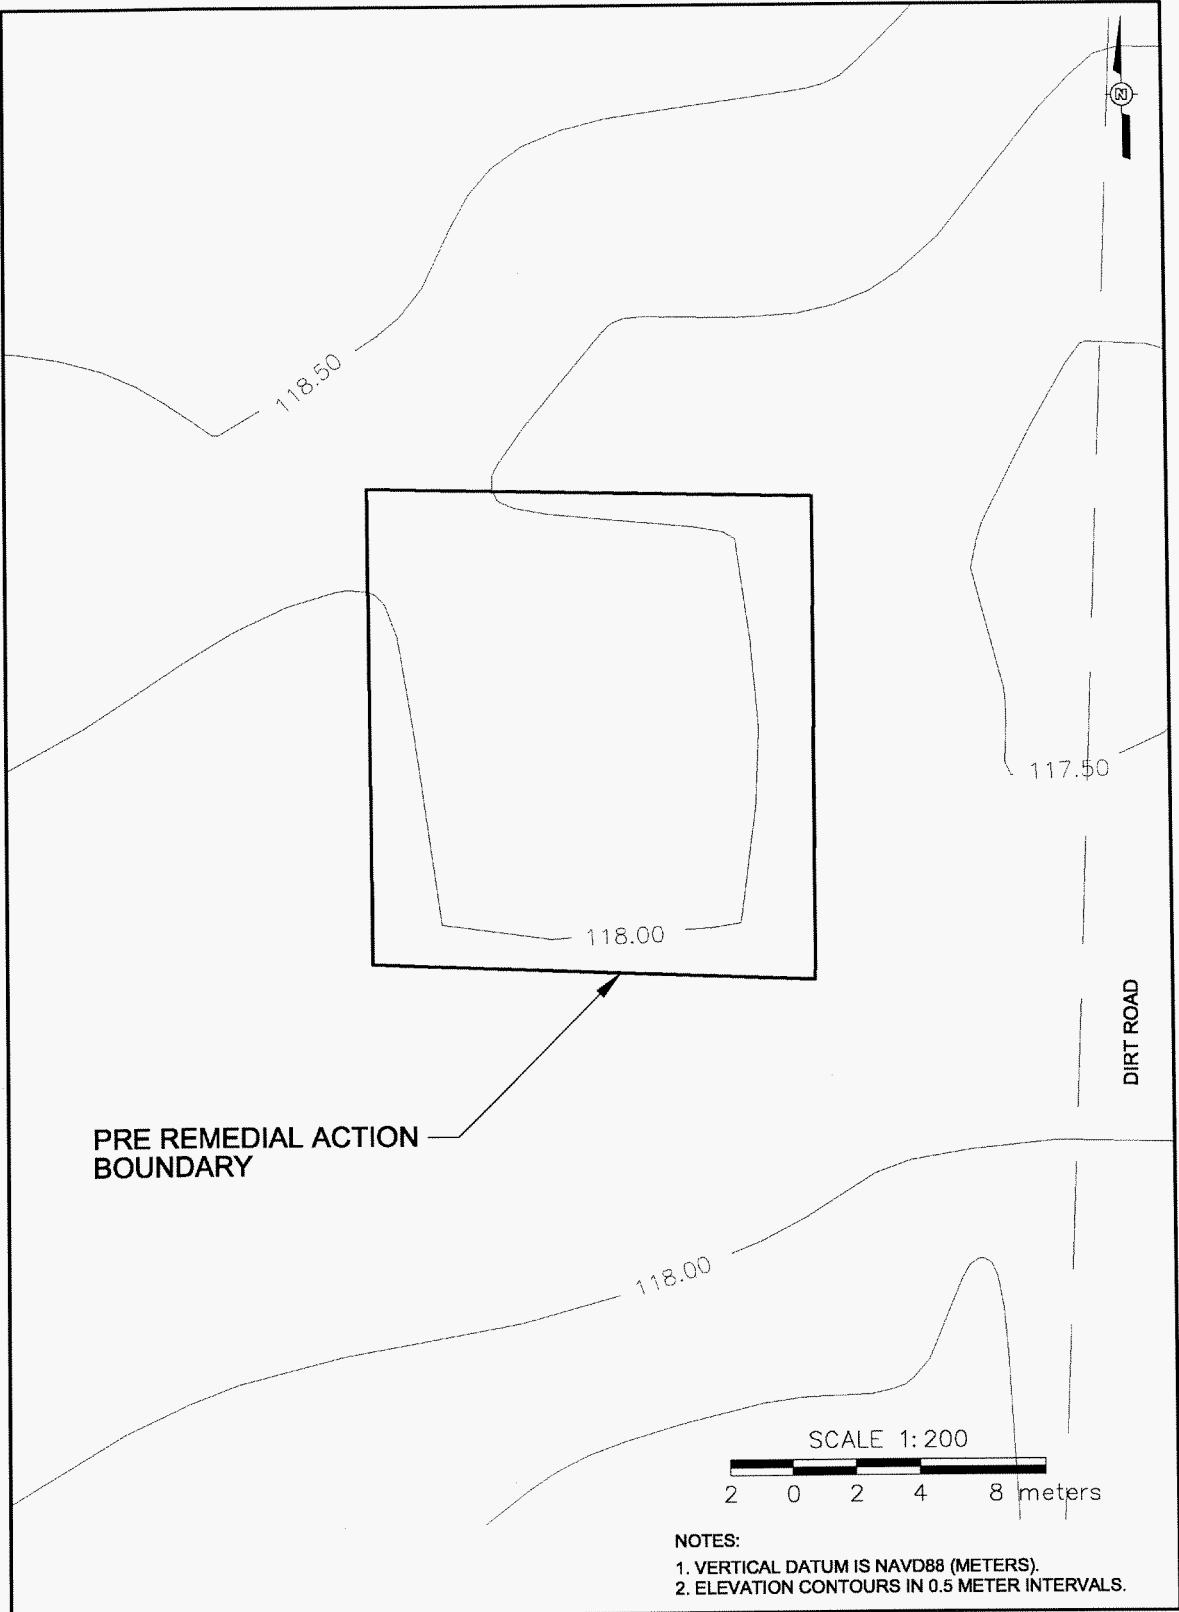 N
118.50
117.50
118.00
DIRT ROAD
PRE REMEDIAL ACTION
BOUNDARY
118.00
SCALE 1:200
2 0 2 4 8 meters
NOTES:
1. VERTICAL DATUM IS NAVD88 (METERS).
2. ELEVATION CONTOURS IN 0.5 METER INTERVALS.